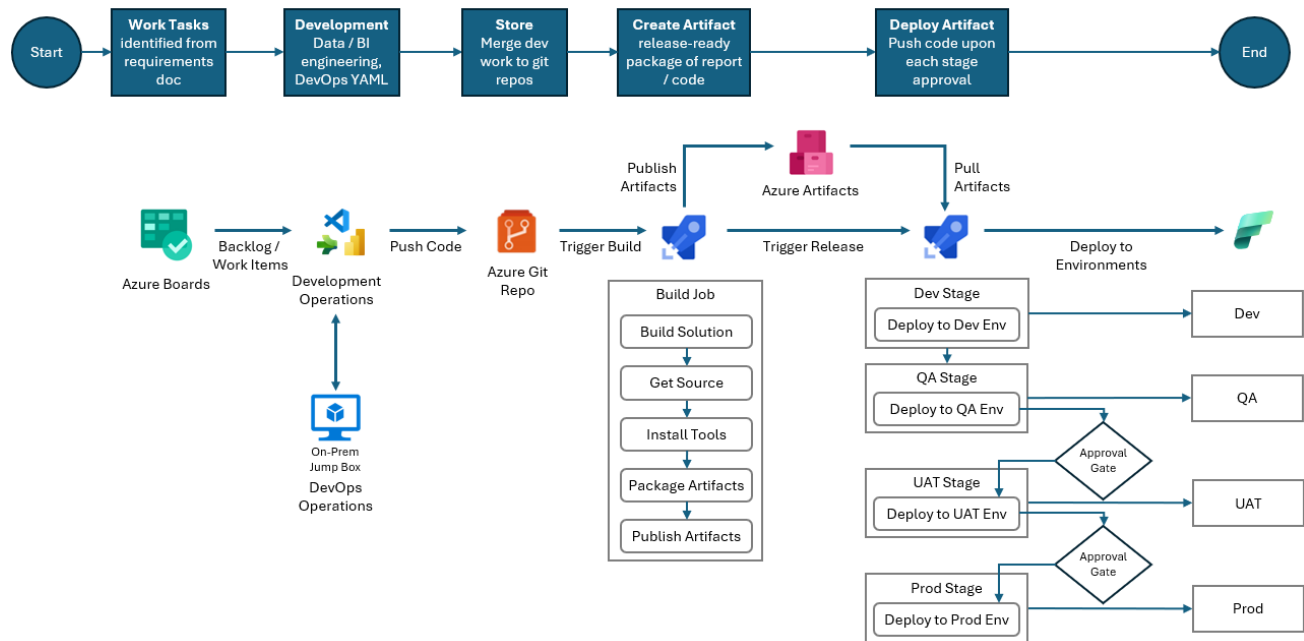 Start
Work Tasks
identified from
requirements
doc
Development
Data / BI
engineering,
DevOps YAML
Store
Merge dev
work to git
repos
Create Artifact
release-ready
package of report
/ code
Deploy Artifact
Push code upon
each stage
approval
End
Publish
Artifacts
Azure Artifacts
Pull
Artifacts
Azure Boards
Backlog /
Work Items
Development
Operations
Push Code
Azure Git
Repo
Trigger Build
Trigger Release
Deploy to
Environments
On-Prem
Jump Box
DevOps
Operations
Build Job
Build Solution
Get Source
Install Tools
Package Artifacts
Publish Artifacts
Dev Stage
Deploy to Dev Env
Dev
QA Stage
Deploy to QA Env
QA
Approval
Gate
UAT Stage
Deploy to UAT Env
UAT
Approval
Gate
Prod Stage
Deploy to Prod Env
Prod